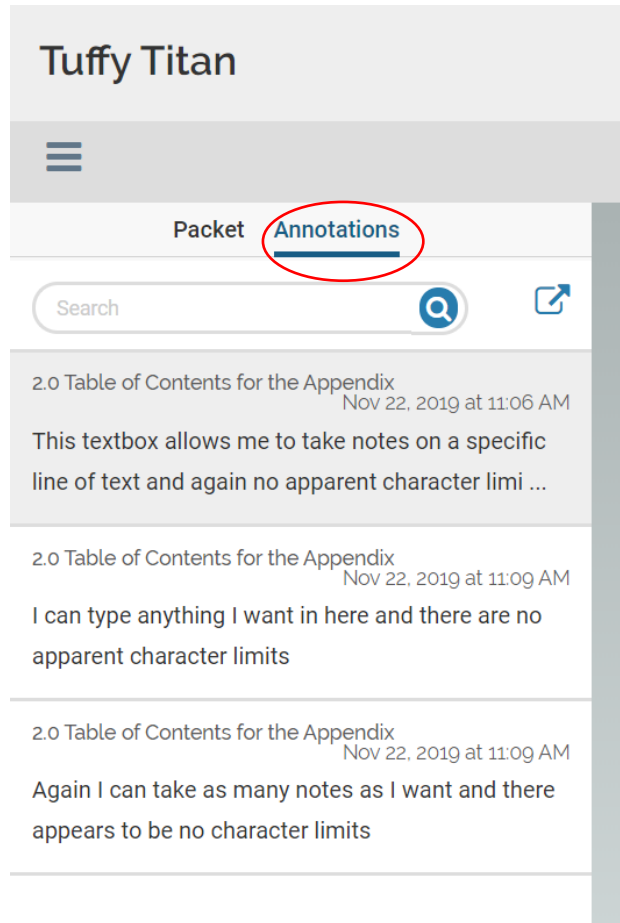 Tuffy Titan
Packet Annotations
Search
2.0 Table of Contents for the Appendix
Nov 22, 2019 at 11:06 AM
This textbox allows me to take notes on a specific
line of text and again no apparent character limi ...
2.0 Table of Contents for the Appendix
Nov 22, 2019 at 11:09 AM
I can type anything I want in here and there are no
apparent character limits
2.0 Table of Contents for the Appendix
Nov 22, 2019 at 11:09 AM
Again I can take as many notes as I want and there
appears to be no character limits